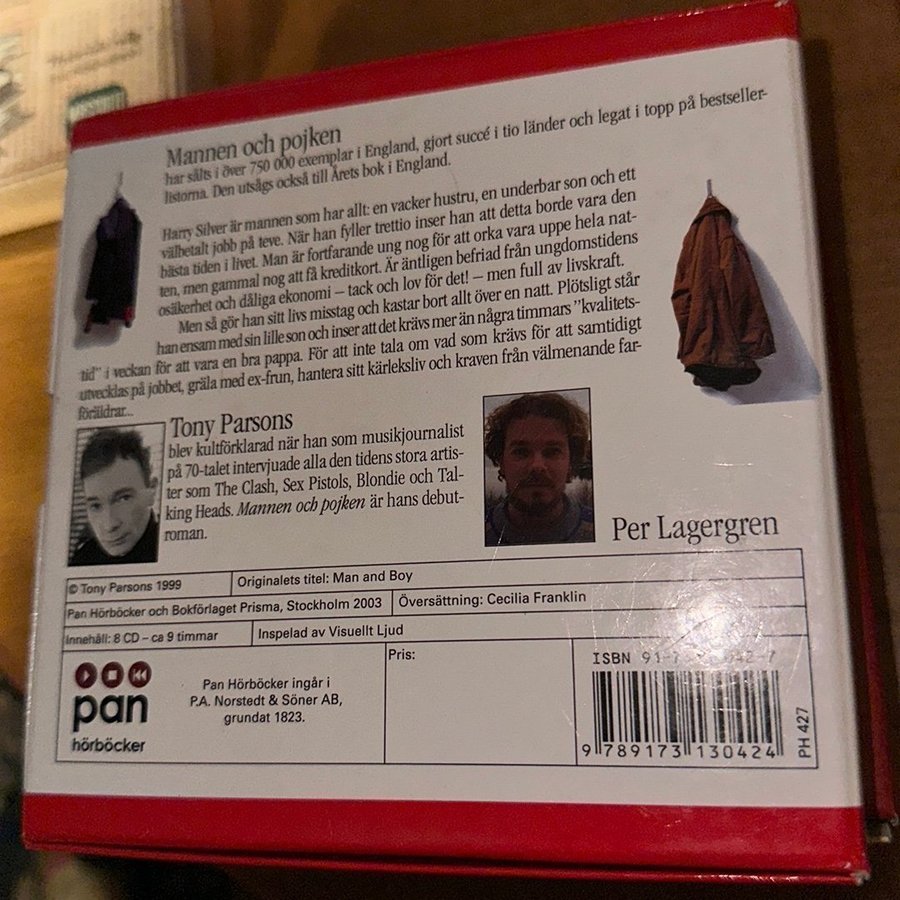 Mannen och pojken
har sålts i över 750 000 exemplar i England, gjort succé i tio länder och legat i topp på bestseller-
listorna. Den utsågs också till Årets bok i England.
Harry Silver är mannen som har allt: en vacker hustru, en underbar son och ett
välbetalt jobb på teve. När han fyller trettio inser han att detta borde vara den
bästa tiden i livet. Man är fortfarande ung nog för att orka vara uppe hela nat-
ten, men gammal nog att få kreditkort. Är äntligen befriad från ungdomstidens
osäkerhet och dåliga ekonomi – tack och lov för det! – men full av livskraft.
Men så gör han sitt livs misstag och kastar bort allt över en natt. Plötsligt står
han ensam med sin lille son och inser att det krävs mer än några timmars "kvalitets-
tid" i veckan för att vara en bra pappa. För att inte tala om vad som krävs för att samtidigt
utvecklas på jobbet, gräla med ex-frun, hantera sitt kärleksliv och kraven från välmenande far-
föräldrar...
Tony Parsons
blev kultförklarad när han som musikjournalist
på 70-talet intervjuade alla den tidens stora artis-
ter som The Clash, Sex Pistols, Blondie och Tal-
king Heads. Mannen och pojken är hans debut-
roman.
Per Lagergren
© Tony Parsons 1999
Originalets titel: Man and Boy
Pan Hörböcker och Bokförlaget Prisma, Stockholm 2003
Översättning: Cecilia Franklin
Innehåll: 8 CD – ca 9 timmar
Inspelad av Visuellt Ljud
pan
hörböcker
Pan Hörböcker ingår i
P.A. Norstedt & Söner AB,
grundat 1823.
Pris:
ISBN
9 789173 130424
PH 427